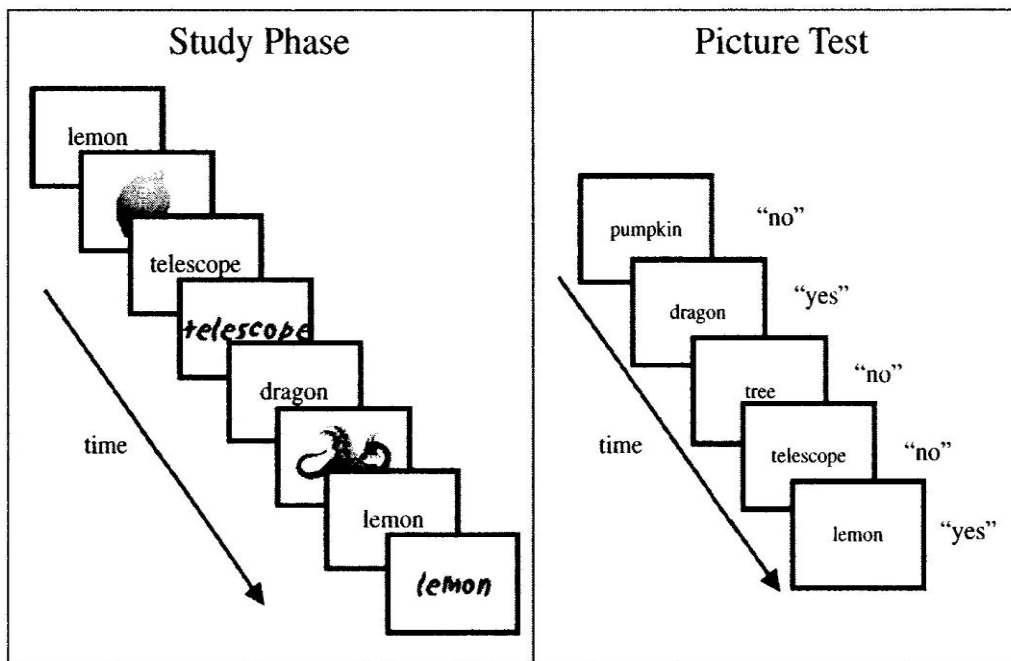 Study Phase
lemon
telescope
telescope
dragon
lemon
lemon
time
Picture Test
pumpkin
"no"
dragon
"yes"
tree
"no"
telescope
"no"
lemon
"yes"
time